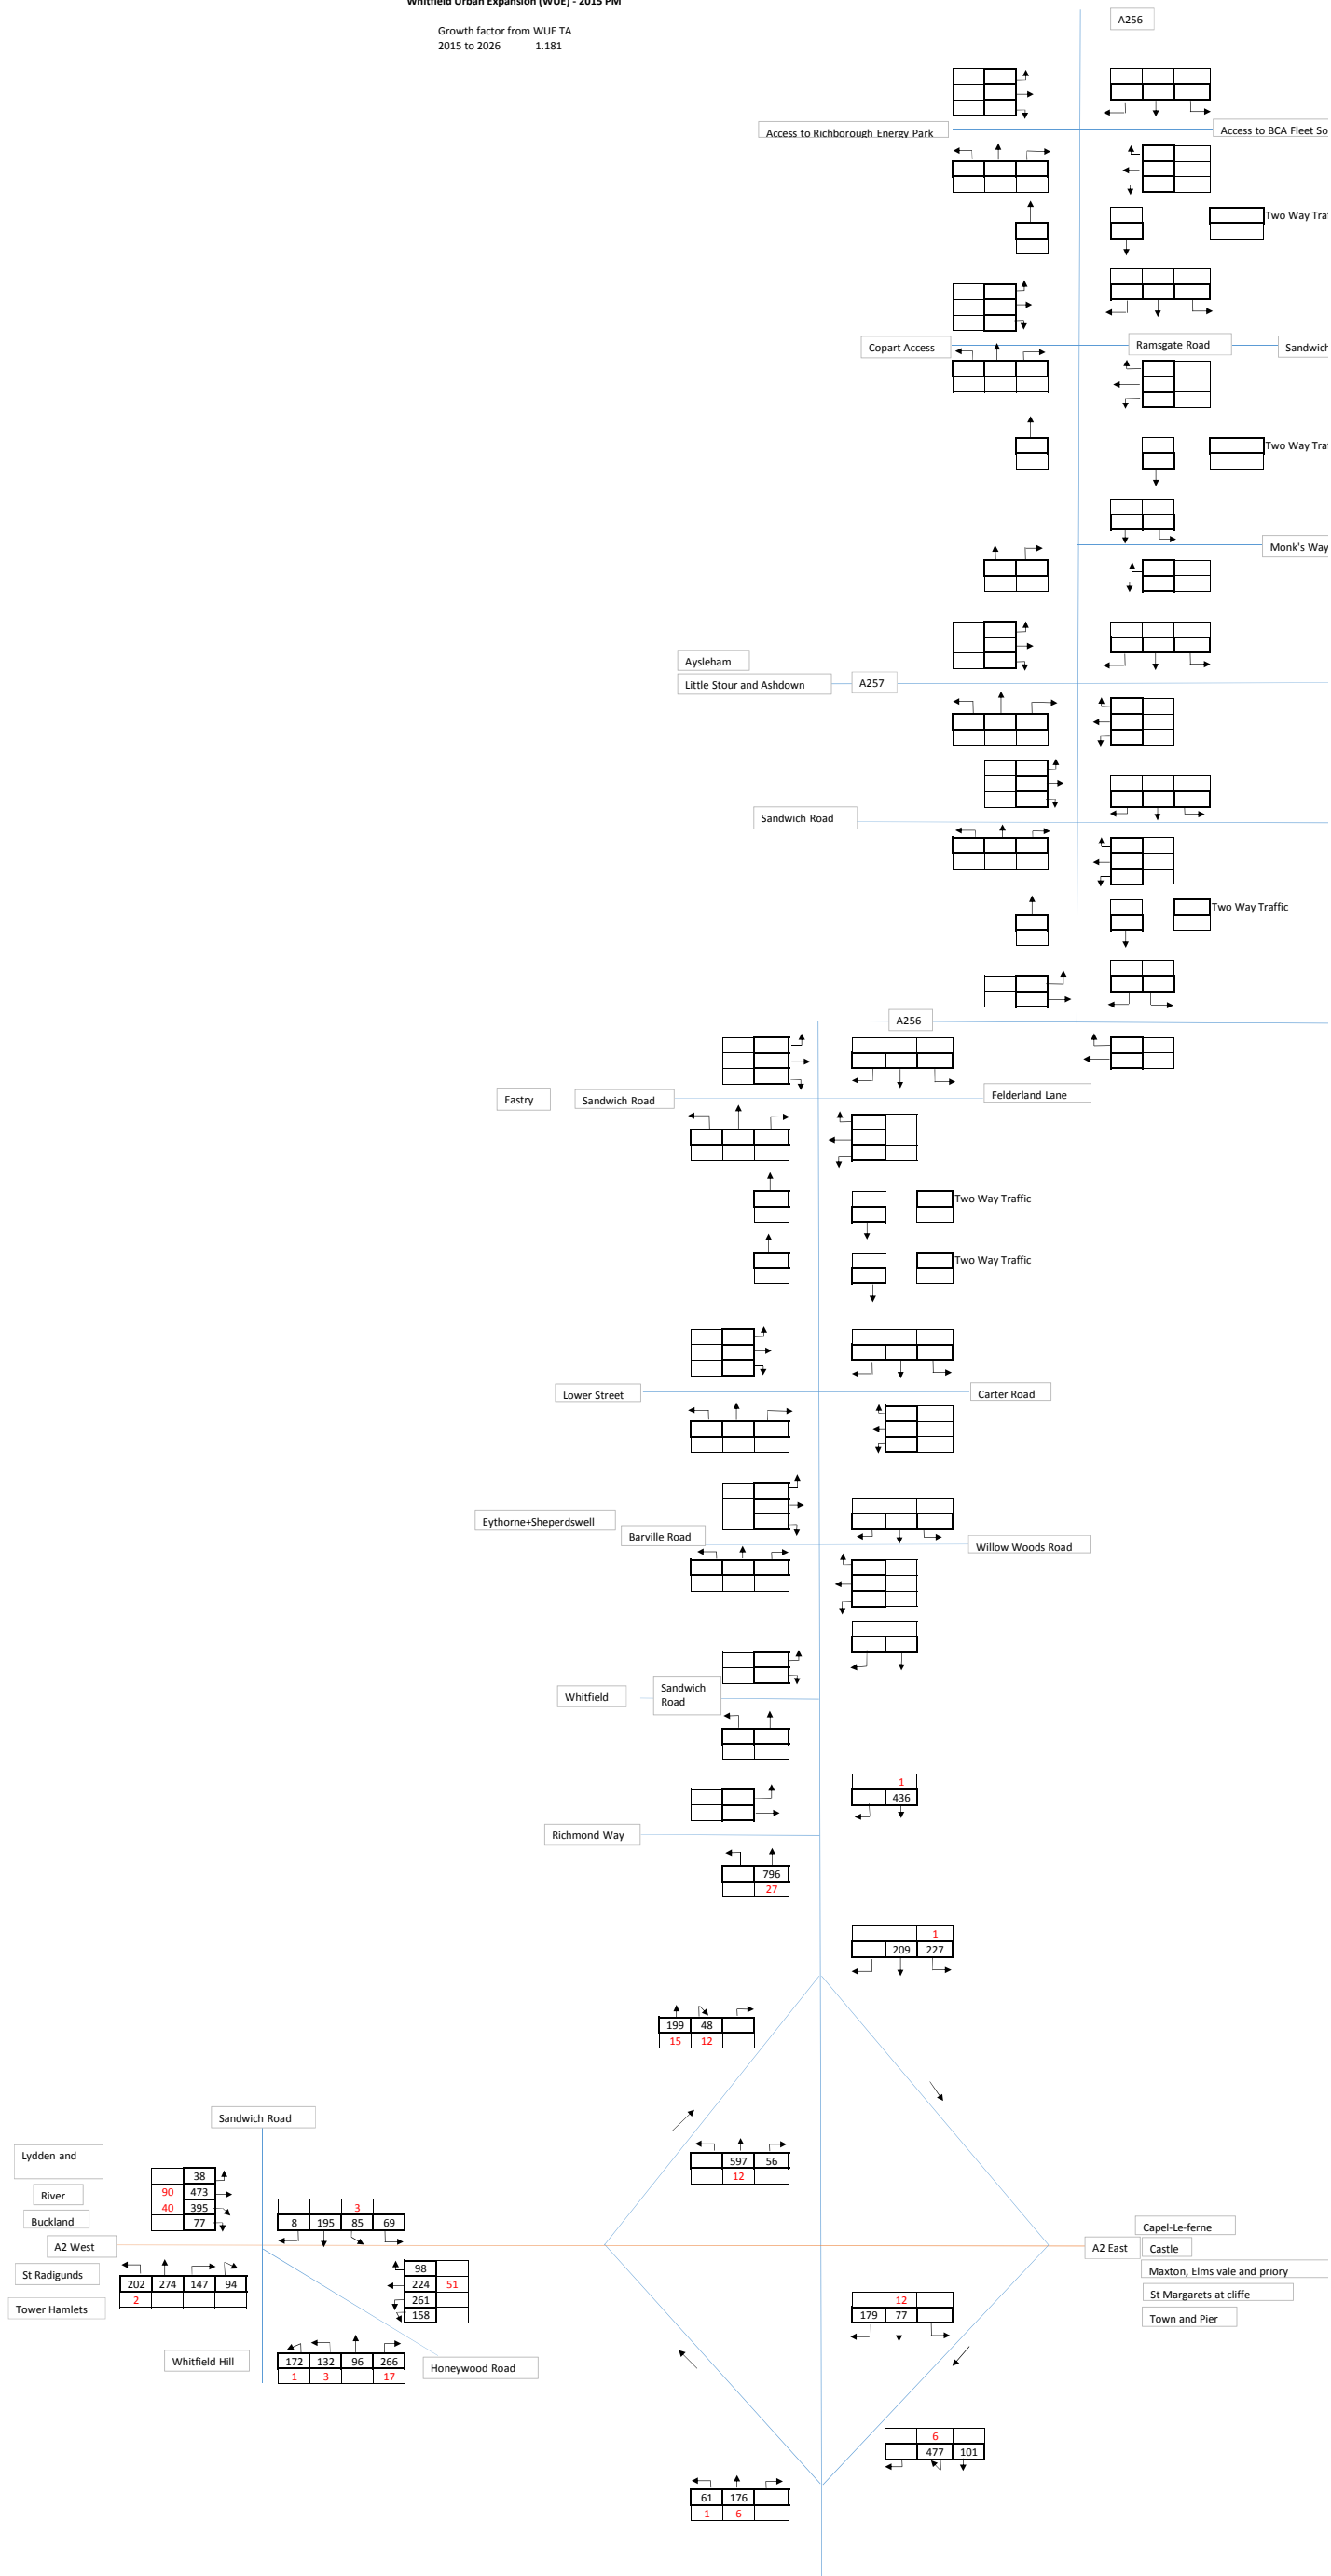 Whitfield Urban Expansion (WUE) - 2015 PM
A256
Growth factor from WUE TA
2015 to 2026 1.181
Access to Richborough Energy Park
Access to BCA Fleet So
Two Way Tra
Copart Access
Ramsgate Road
Sandwich
Two Way Tra
Monk's Way
Aysleham
Little Stour and Ashdown
A257
Sandwich Road
Two Way Traffic
A256
Eastry
Sandwich Road
Felderland Lane
Two Way Traffic
Two Way Traffic
Lower Street
Carter Road
Eythorne+Sheperdswell
Barville Road
Willow Woods Road
Whitfield
Sandwich
Road
1
436
Richmond Way
796
27
1
209 227
199 48
15 12
Sandwich Road
Lydden and
597 56
12
38
90 473
40 395
77
River
Buckland
3
8 195 85 69
A2 West
Capel-Le-ferne
A2 East
Castle
Maxton, Elms vale and priory
St Margarets at cliffe
Town and Pier
St Radigunds
202 274 147 94
2
Tower Hamlets
98
224 51
261
158
12
179 77
Whitfield Hill
172 132 96 266
1 3 17
Honeywood Road
6
477 101
61 176
1 6